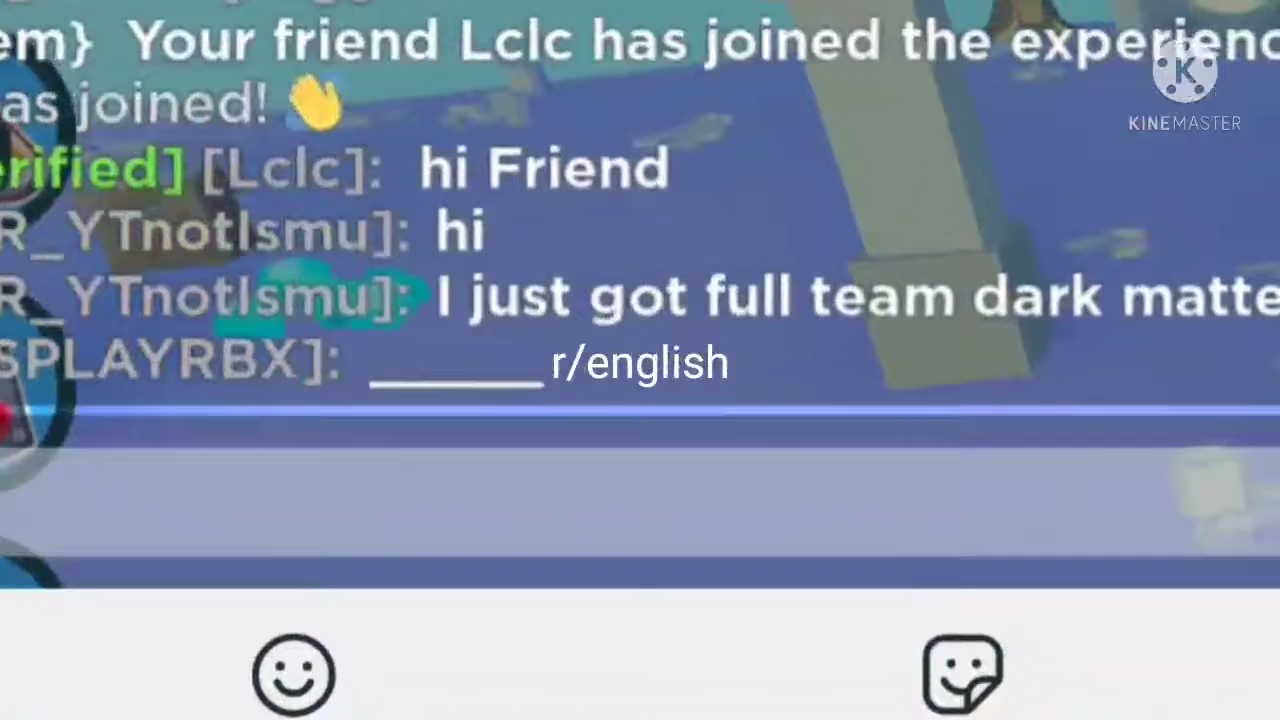 em} Your friend Lclc has joined the experienc
as joined! 👋
KINEMASTER
erified] [Lclc]: hi Friend
R_YTnotIsmu]: hi
R_YTnotIsmu]: I just got full team dark matte
SPLAYRBX]: ______ r/english